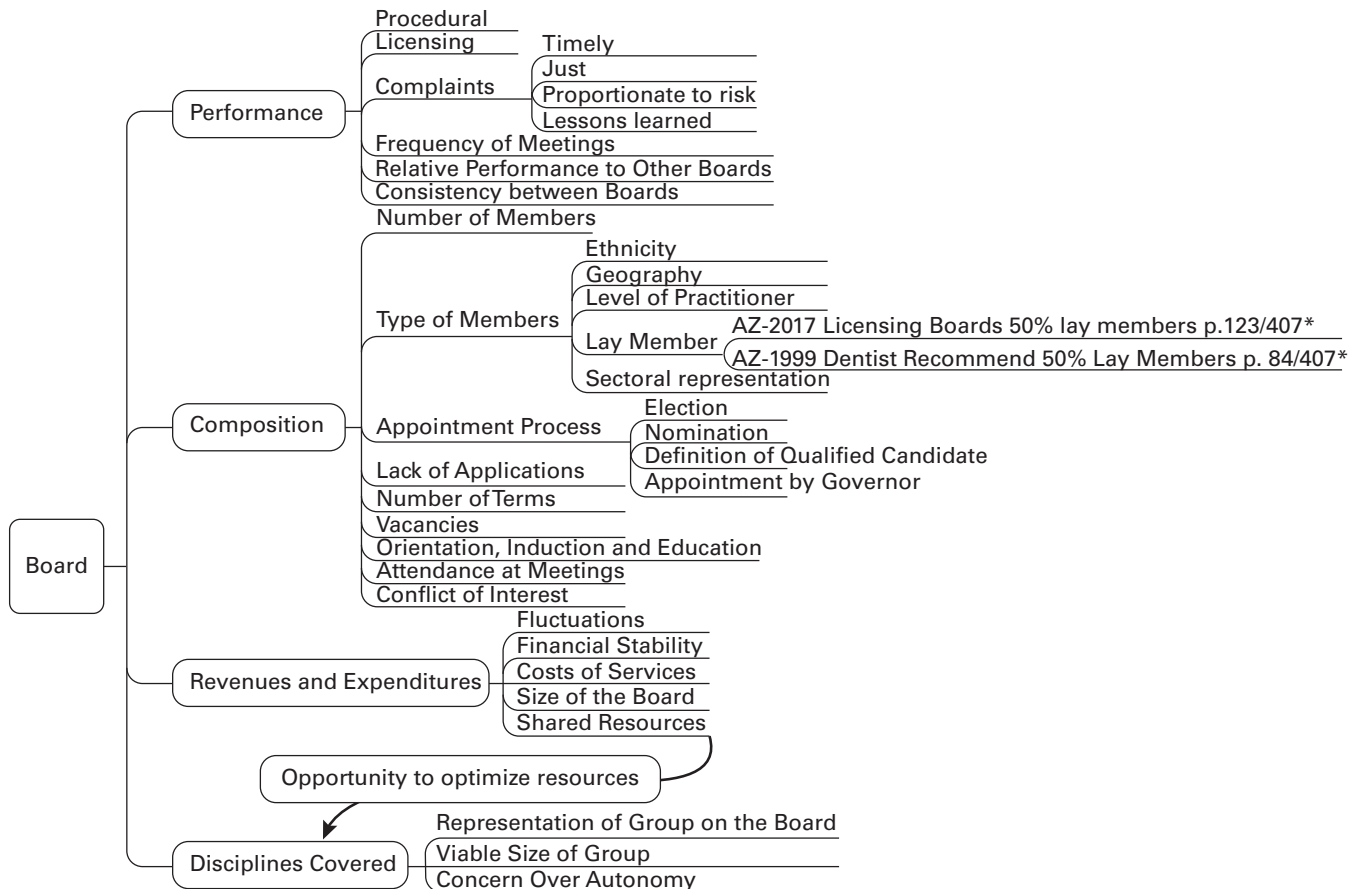 Board
Performance
Procedural
Licensing
Complaints
Timely
Just
Proportionate to risk
Lessons learned
Frequency of Meetings
Relative Performance to Other Boards
Consistency between Boards
Composition
Number of Members
Type of Members
Ethnicity
Geography
Level of Practitioner
Lay Member
AZ-2017 Licensing Boards 50% lay members p.123/407*
AZ-1999 Dentist Recommend 50% Lay Members p. 84/407*
Sectoral representation
Appointment Process
Election
Nomination
Definition of Qualified Candidate
Appointment by Governor
Lack of Applications
Number of Terms
Vacancies
Orientation, Induction and Education
Attendance at Meetings
Conflict of Interest
Revenues and Expenditures
Fluctuations
Financial Stability
Costs of Services
Size of the Board
Shared Resources
Opportunity to optimize resources
Disciplines Covered
Representation of Group on the Board
Viable Size of Group
Concern Over Autonomy